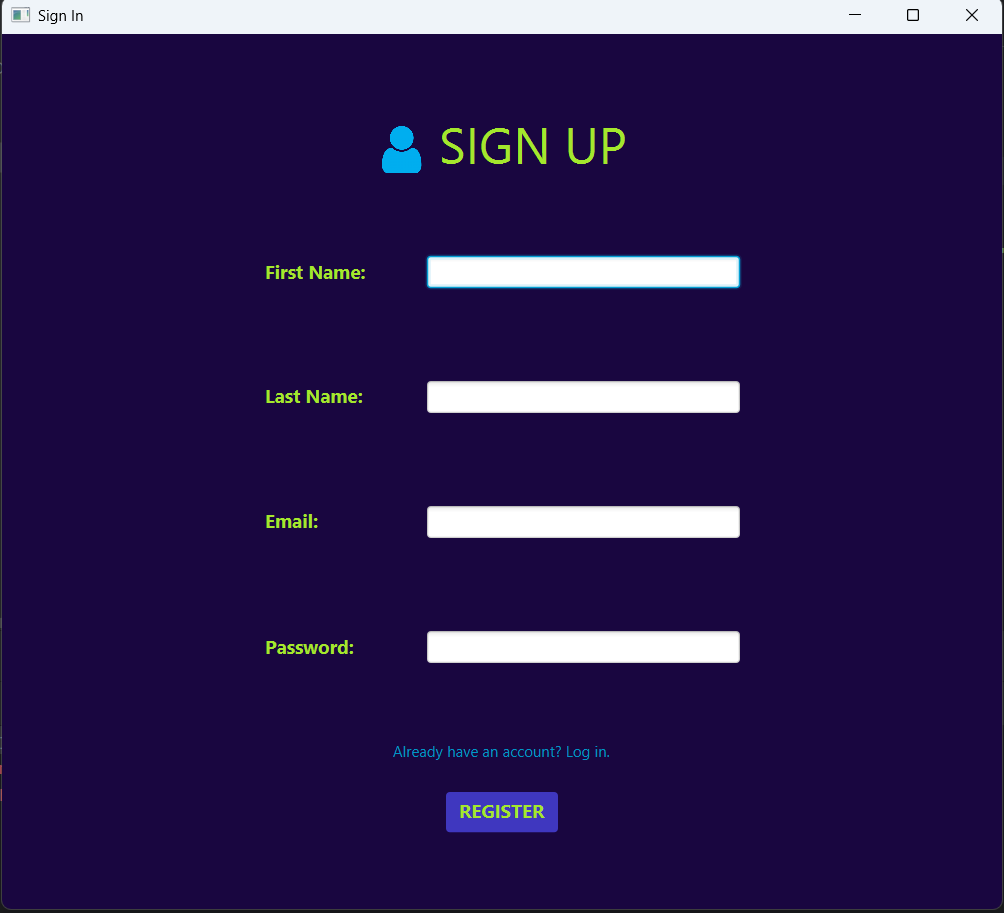 Sign In
SIGN UP
First Name:
Last Name:
Email:
Password:
Already have an account? Log in.
REGISTER